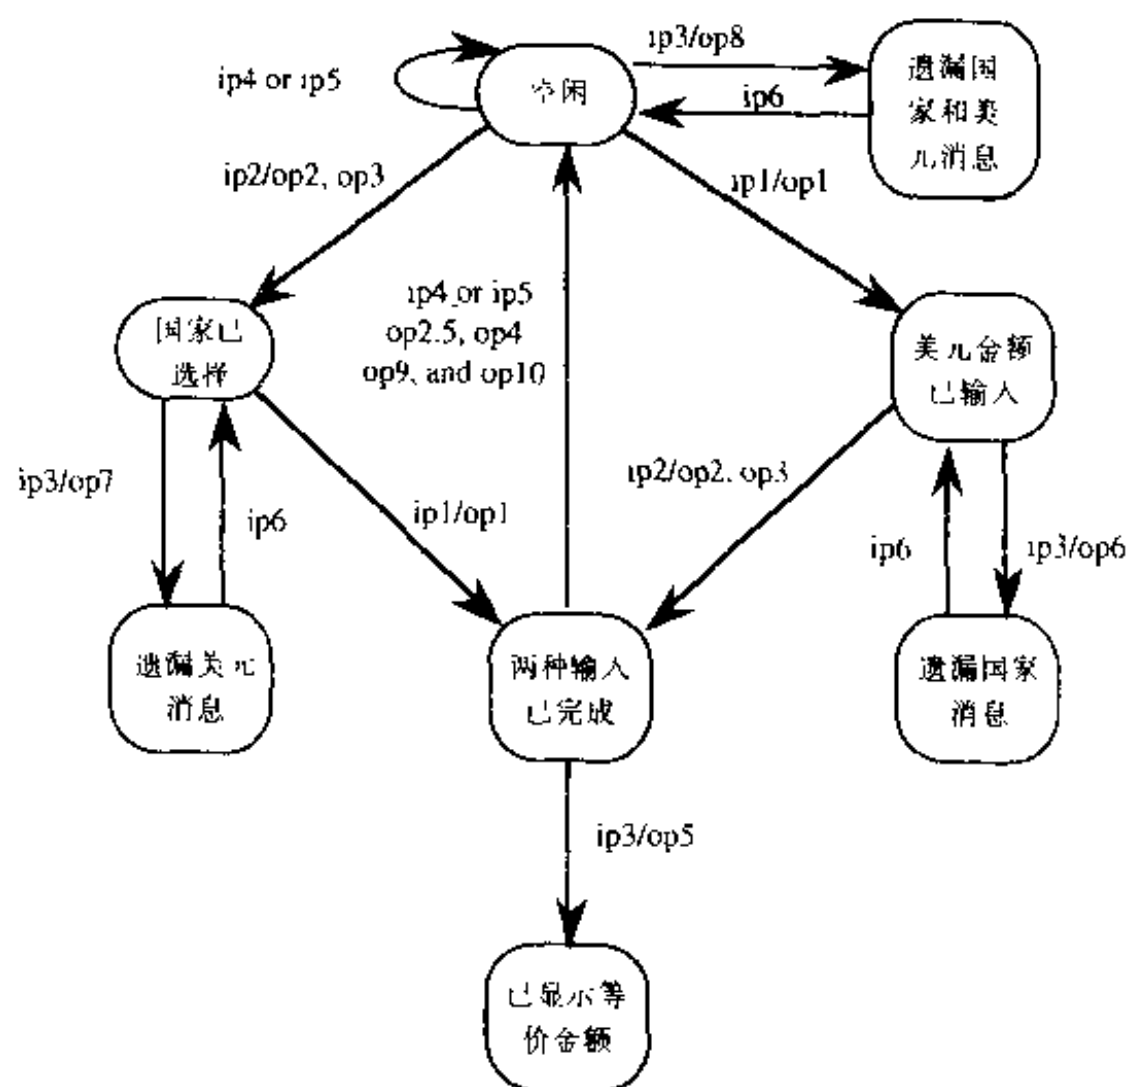 ip3/op8
ip4 or ip5
空闲
ip6
遗漏国
家和美
元消息
ip2/op2, op3
ip1/op1
ip4 or ip5
op2.5, op4
op9, and op10
国家已
选择
美元金额
已输入
ip3/op7
ip6
ip1/op1
ip2/op2, op3
ip6
ip3/op6
遗漏美元
消息
两种输入
已完成
遗漏国家
消息
ip3/op5
已显示等
价金额